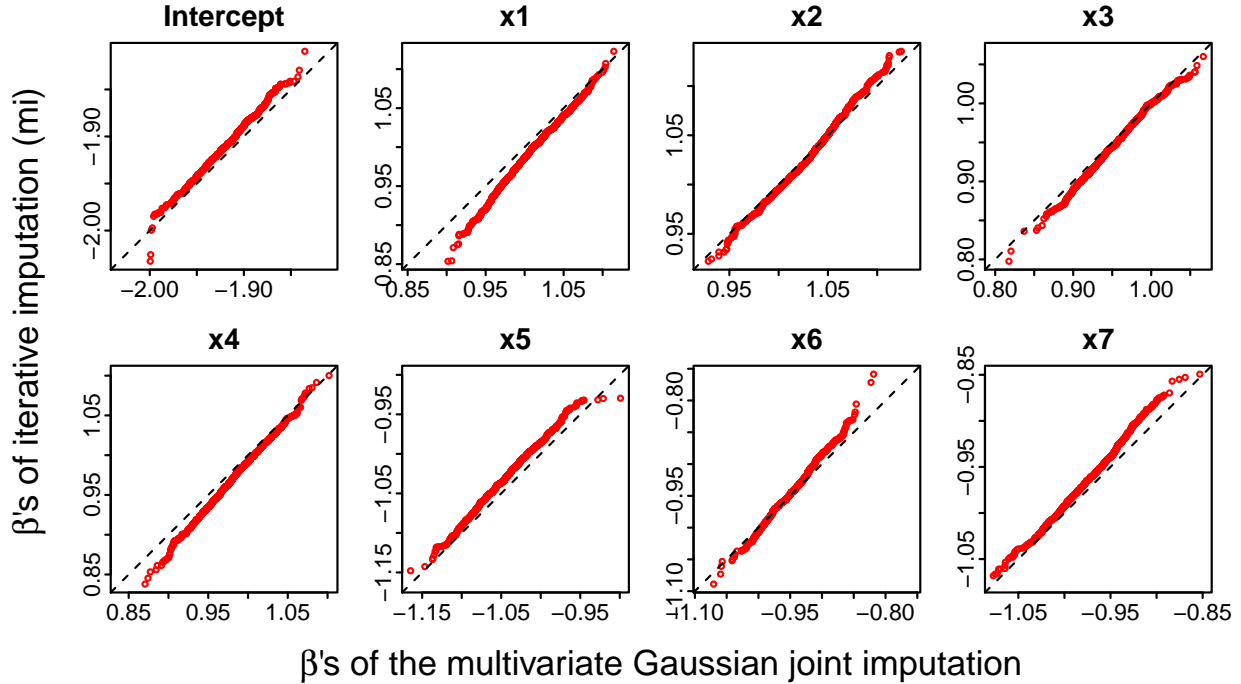 Intercept x1 x2 x3
−1.90
−2.00
−2.00 −1.90
1.05
0.95
0.85
0.85 0.95 1.05
1.05
0.95
0.95 1.05
1.00
0.90
0.80
0.80 0.90 1.00
x4 x5 x6 x7
1.05
0.95
0.85
0.85 0.95 1.05
−0.95
−1.05
−1.15
−1.15 −1.05 −0.95
−0.80
−0.95
−1.10
−1.10 −0.95 −0.80
−0.85
−0.95
−1.05
−1.05 −0.95 −0.85
β's of iterative imputation (mi)
β's of the multivariate Gaussian joint imputation